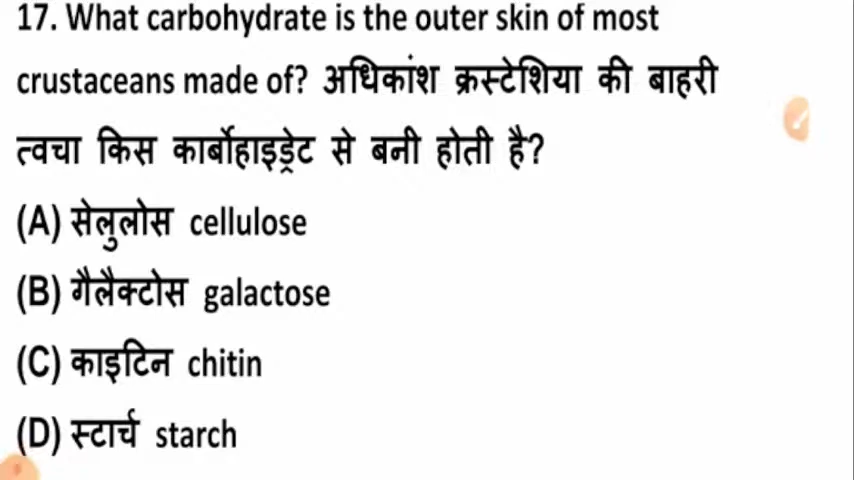 17. What carbohydrate is the outer skin of most
crustaceans made of? अधिकांश क्रस्टेशिया की बाहरी
त्वचा किस कार्बोहाइड्रेट से बनी होती है?
(A) सेलुलोस cellulose
(B) गैलैक्टोस galactose
(C) काइटिन chitin
(D) स्टार्च starch